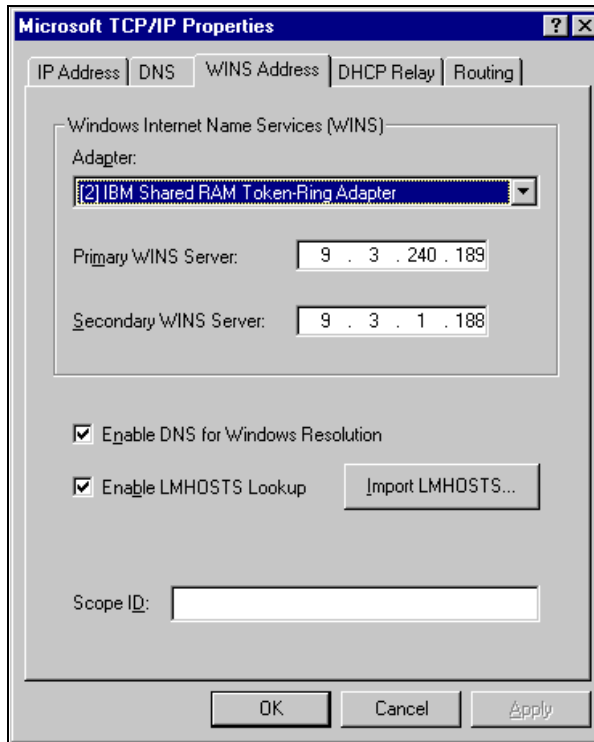 Microsoft TCP/IP Properties
IP Address DNS WINS Address DHCP Relay Routing
Windows Internet Name Services (WINS)
Adapter:
[2] IBM Shared RAM Token-Ring Adapter
Primary WINS Server: 9 . 3 . 240 . 189
Secondary WINS Server: 9 . 3 . 1 . 188
Enable DNS for Windows Resolution
Enable LMHOSTS Lookup Import LMHOSTS...
Scope ID:
OK Cancel Apply